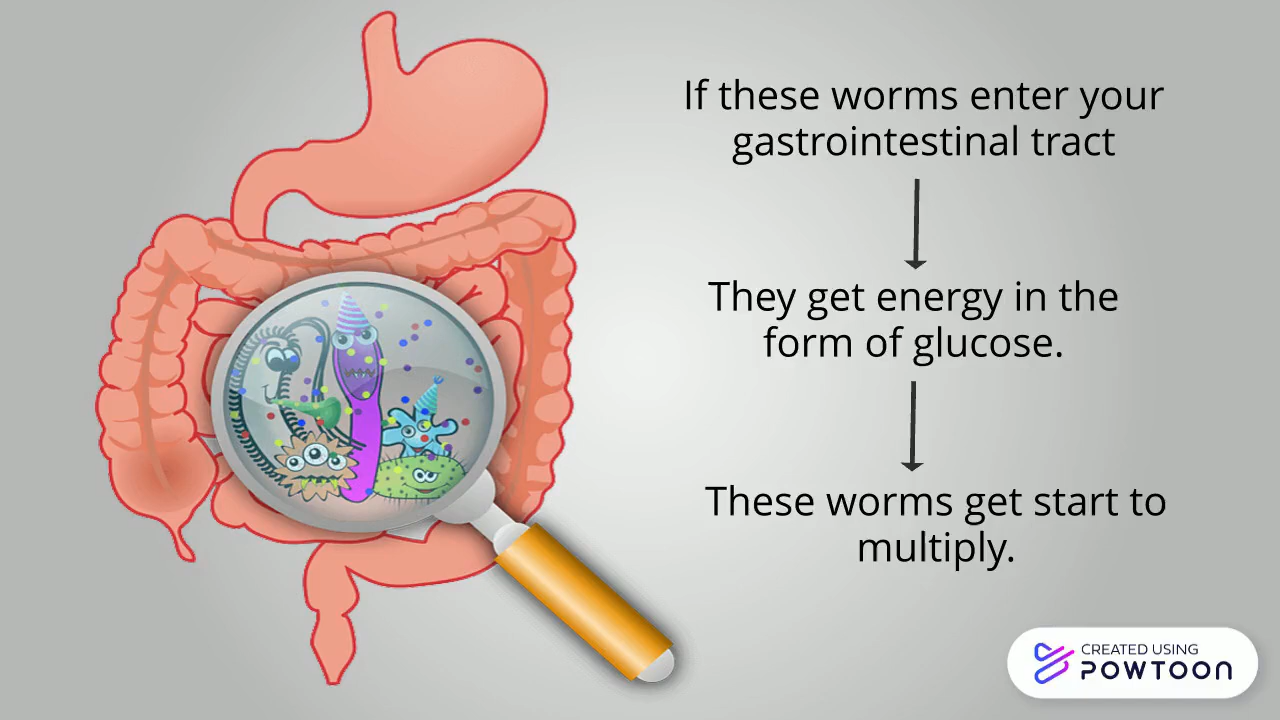 If these worms enter your
gastrointestinal tract
They get energy in the
form of glucose.
These worms get start to
multiply.
CREATED USING
POWTOON